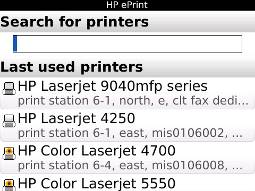 HP ePrint
Search for printers
Last used printers
HP Laserjet 9040mfp series
print station 6-1, north, e, clt fax dedi...
HP Laserjet 4250
print station 6-1, east, mis0106002, ...
HP Color Laserjet 4700
print station 6-4, east, mis0106008, ...
HP Color Laserjet 5550